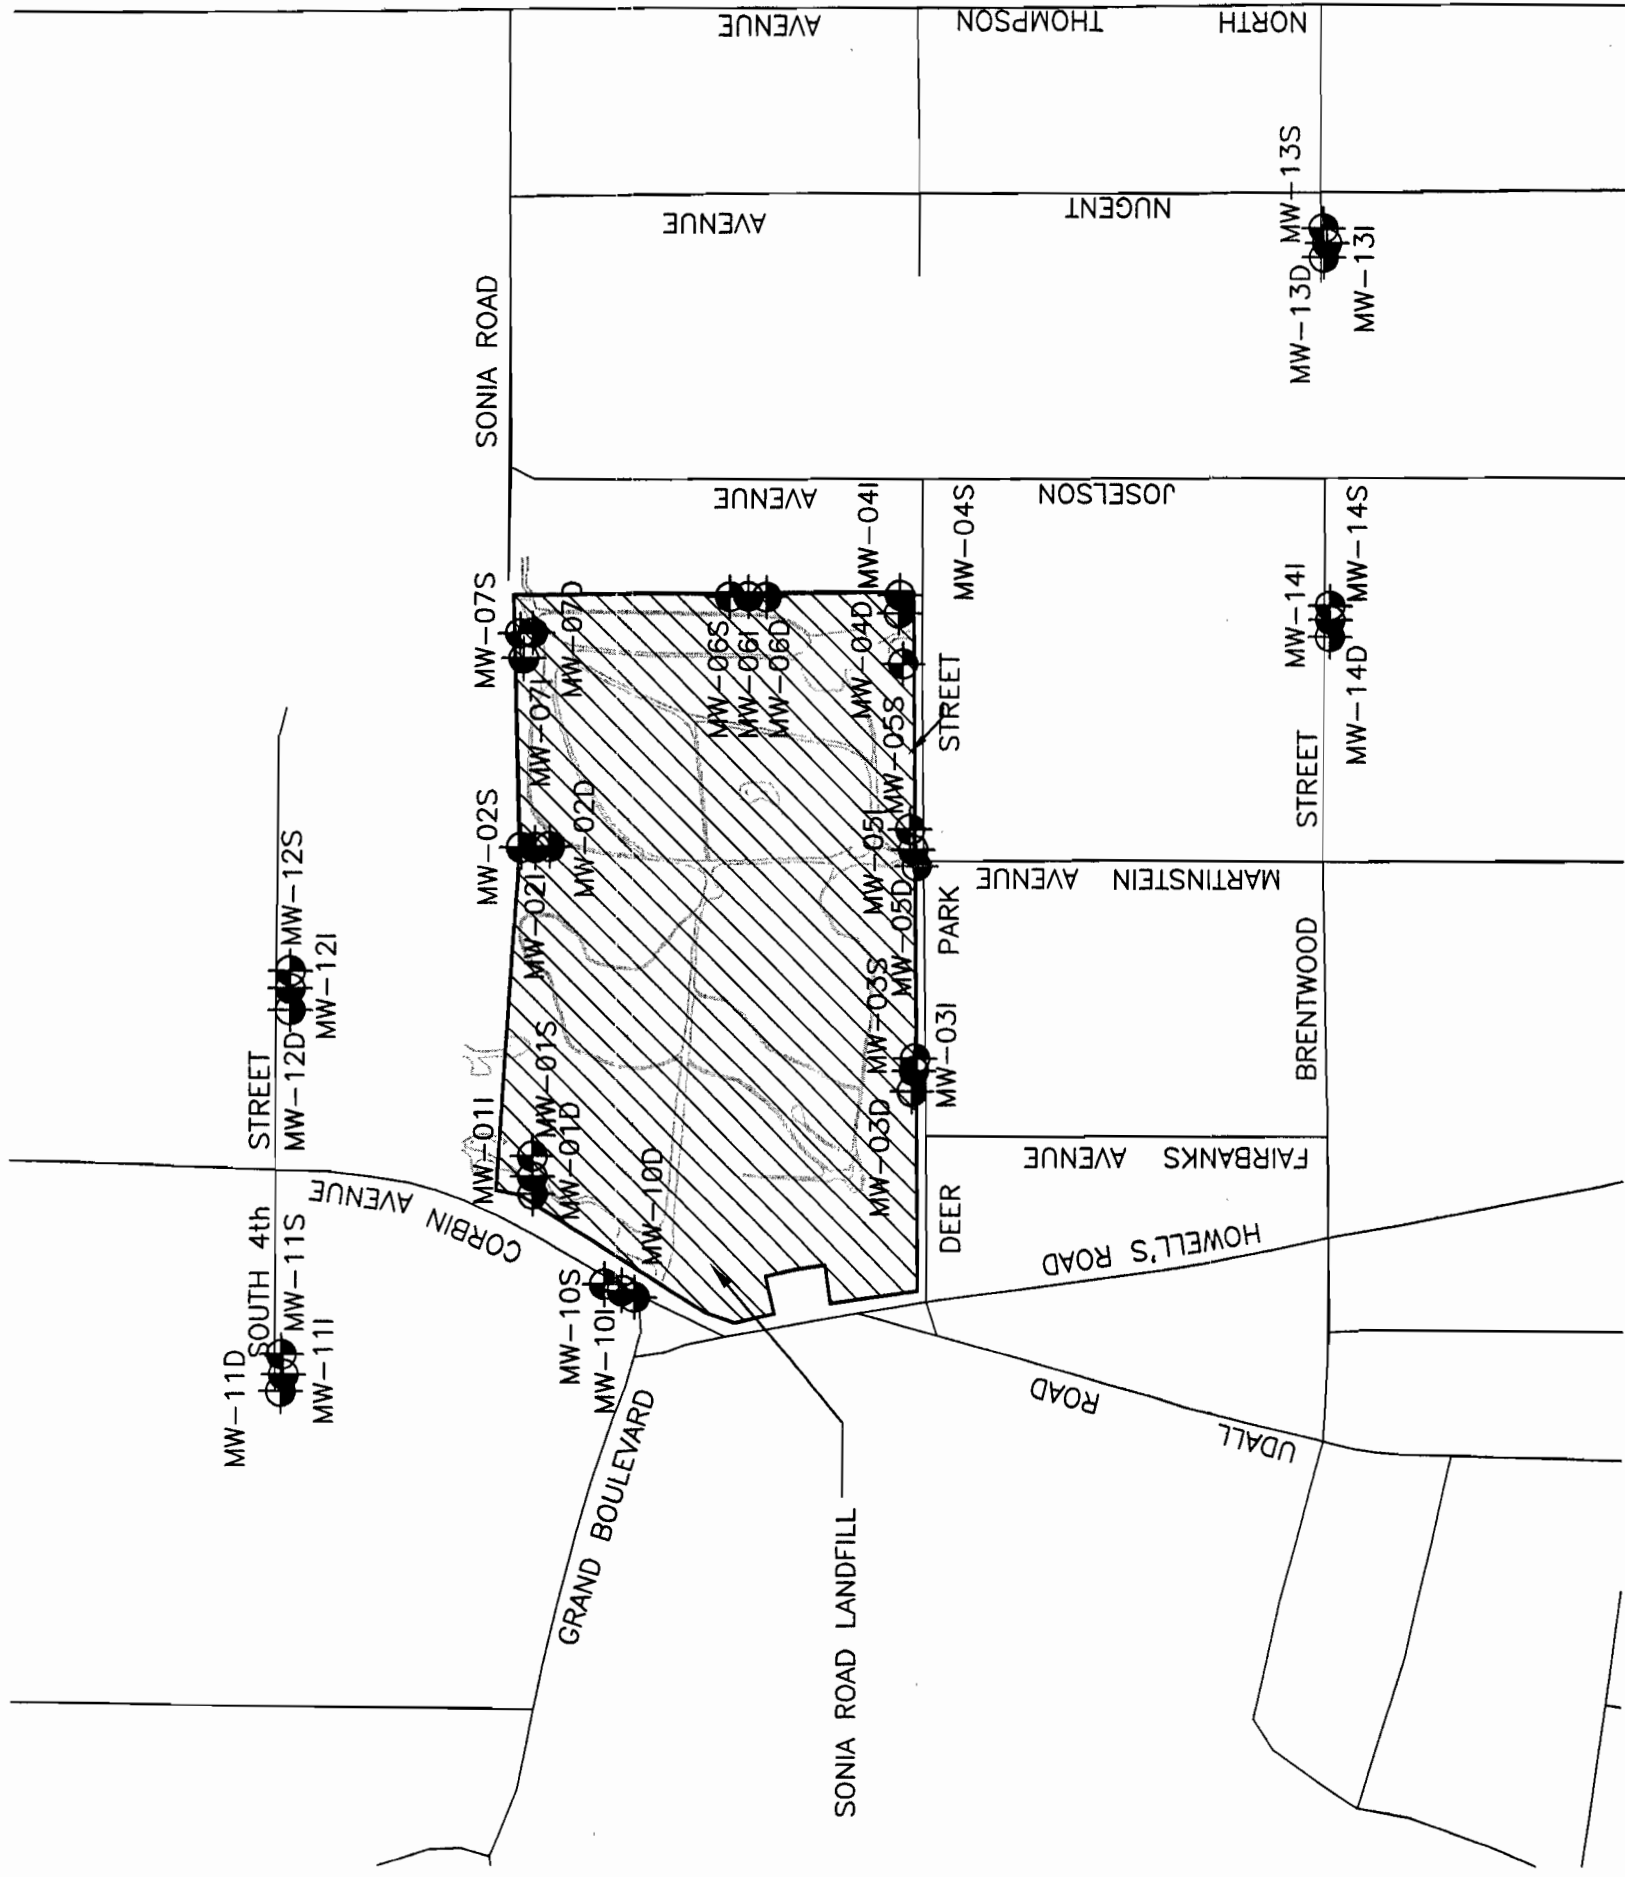 SOUTH 4th STREET
MW-11D
MW-11S
MW-11I
MW-12D
MW-12S
MW-12I
CORBIN AVENUE
GRAND BOULEVARD
SONIA ROAD
MW-01I
MW-01S
MW-01D
MW-02S
MW-02I
MW-02D
MW-07S
MW-07I
MW-07D
MW-10S
MW-10I
MW-10D
MW-06S
MW-06I
MW-06D
MW-03D
MW-03S
MW-03I
MW-05D
MW-05I
MW-05S
MW-04D
MW-04I
MW-04S
SONIA ROAD LANDFILL
DEER PARK STREET
HOWELL'S ROAD
UDALL ROAD
FAIRBANKS AVENUE
MARTINSTEIN AVENUE
JOSELSON AVENUE
NUGENT AVENUE
NORTH THOMPSON AVENUE
BRENTWOOD STREET
MW-14D
MW-14I
MW-14S
MW-13D
MW-13S
MW-13I